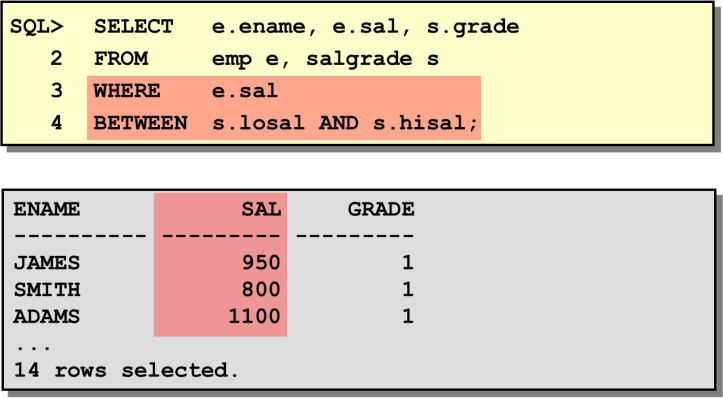 SQL> SELECT e.ename, e.sal, s.grade
2 FROM emp e, salgrade s
3 WHERE e.sal
4 BETWEEN s.losal AND s.hisal;
ENAME SAL GRADE
---------- --------- ---------
JAMES 950 1
SMITH 800 1
ADAMS 1100 1
...
14 rows selected.